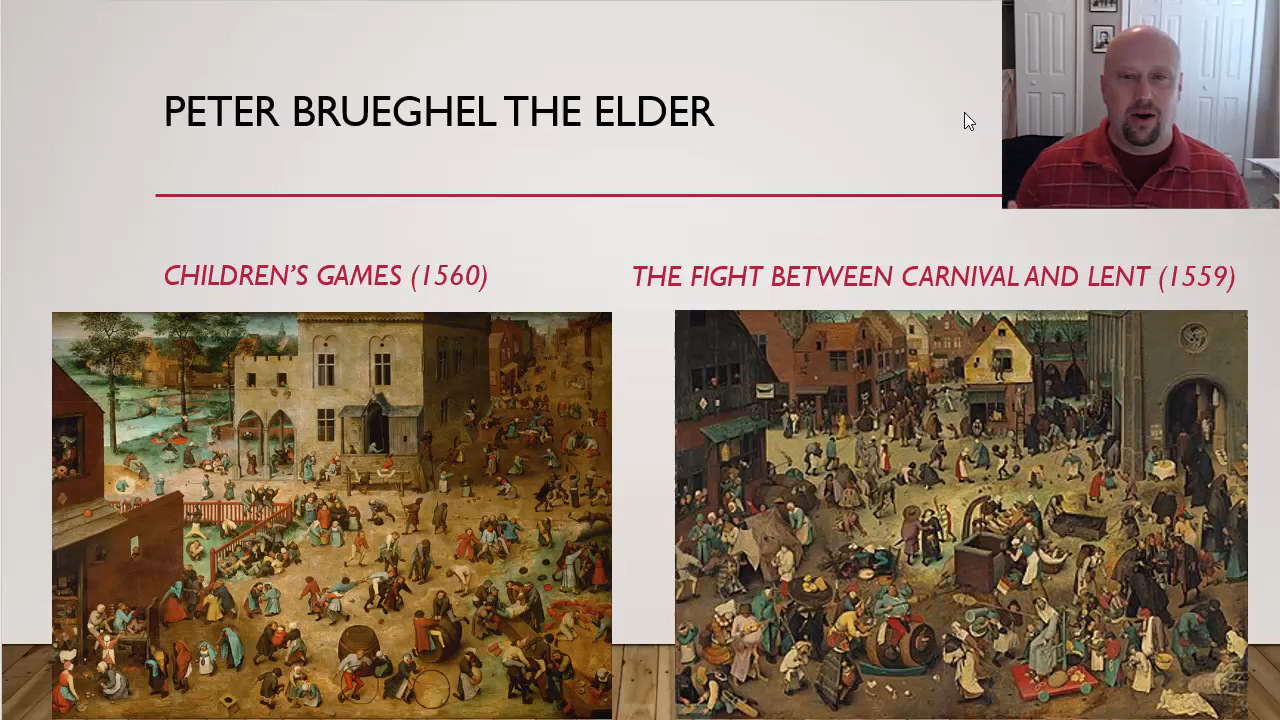 PETER BRUEGHEL THE ELDER
CHILDREN'S GAMES (1560)
THE FIGHT BETWEEN CARNIVAL AND LENT (1559)